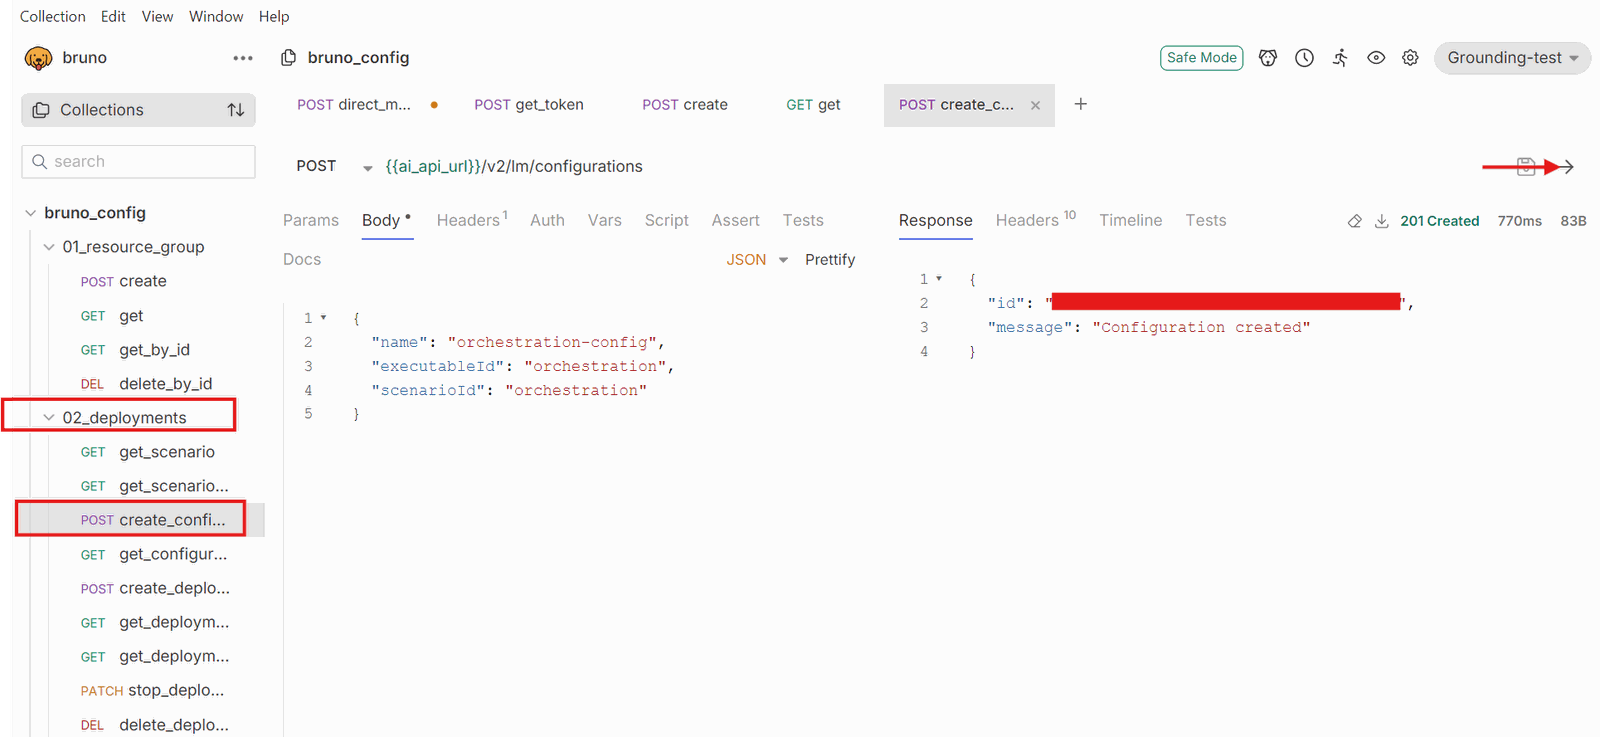 Collection Edit View Window Help
bruno ••• bruno_config Safe Mode Grounding-test
Collections
search
bruno_config
01_resource_group
POST create
GET get
GET get_by_id
DEL delete_by_id
02_deployments
GET get_scenario
GET get_scenario...
POST create_confi...
GET get_configur...
POST create_deplo...
GET get_deploym...
GET get_deploym...
PATCH stop_deplo...
DEL delete_deplo...
POST direct_m... POST get_token POST create GET get POST create_c... × +
POST {{ai_api_url}}/v2/lm/configurations
Params Body Headers 1 Auth Vars Script Assert Tests
Docs JSON Prettify
1 {
2 "name": "orchestration-config",
3 "executableId": "orchestration",
4 "scenarioId": "orchestration"
5 }
Response Headers 10 Timeline Tests 201 Created 770ms 83B
1 {
2 "id": "",
3 "message": "Configuration created"
4 }